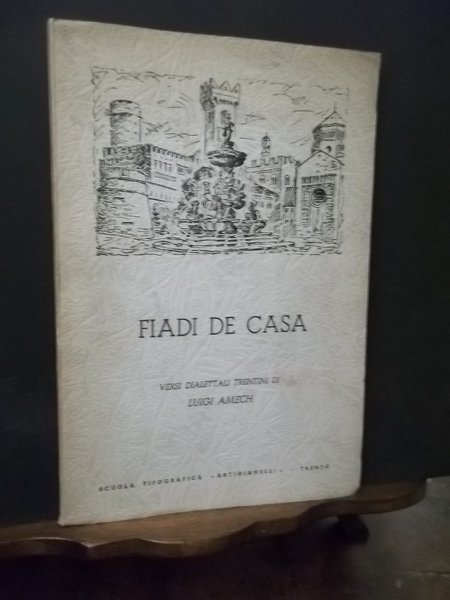 FIADI DE CASA
VERSI DIALETTALI TRENTINI DI
LUIGI AMECH
SCUOLA TIPOGRAFICA «ARTIGIANELLI» - TRENTO